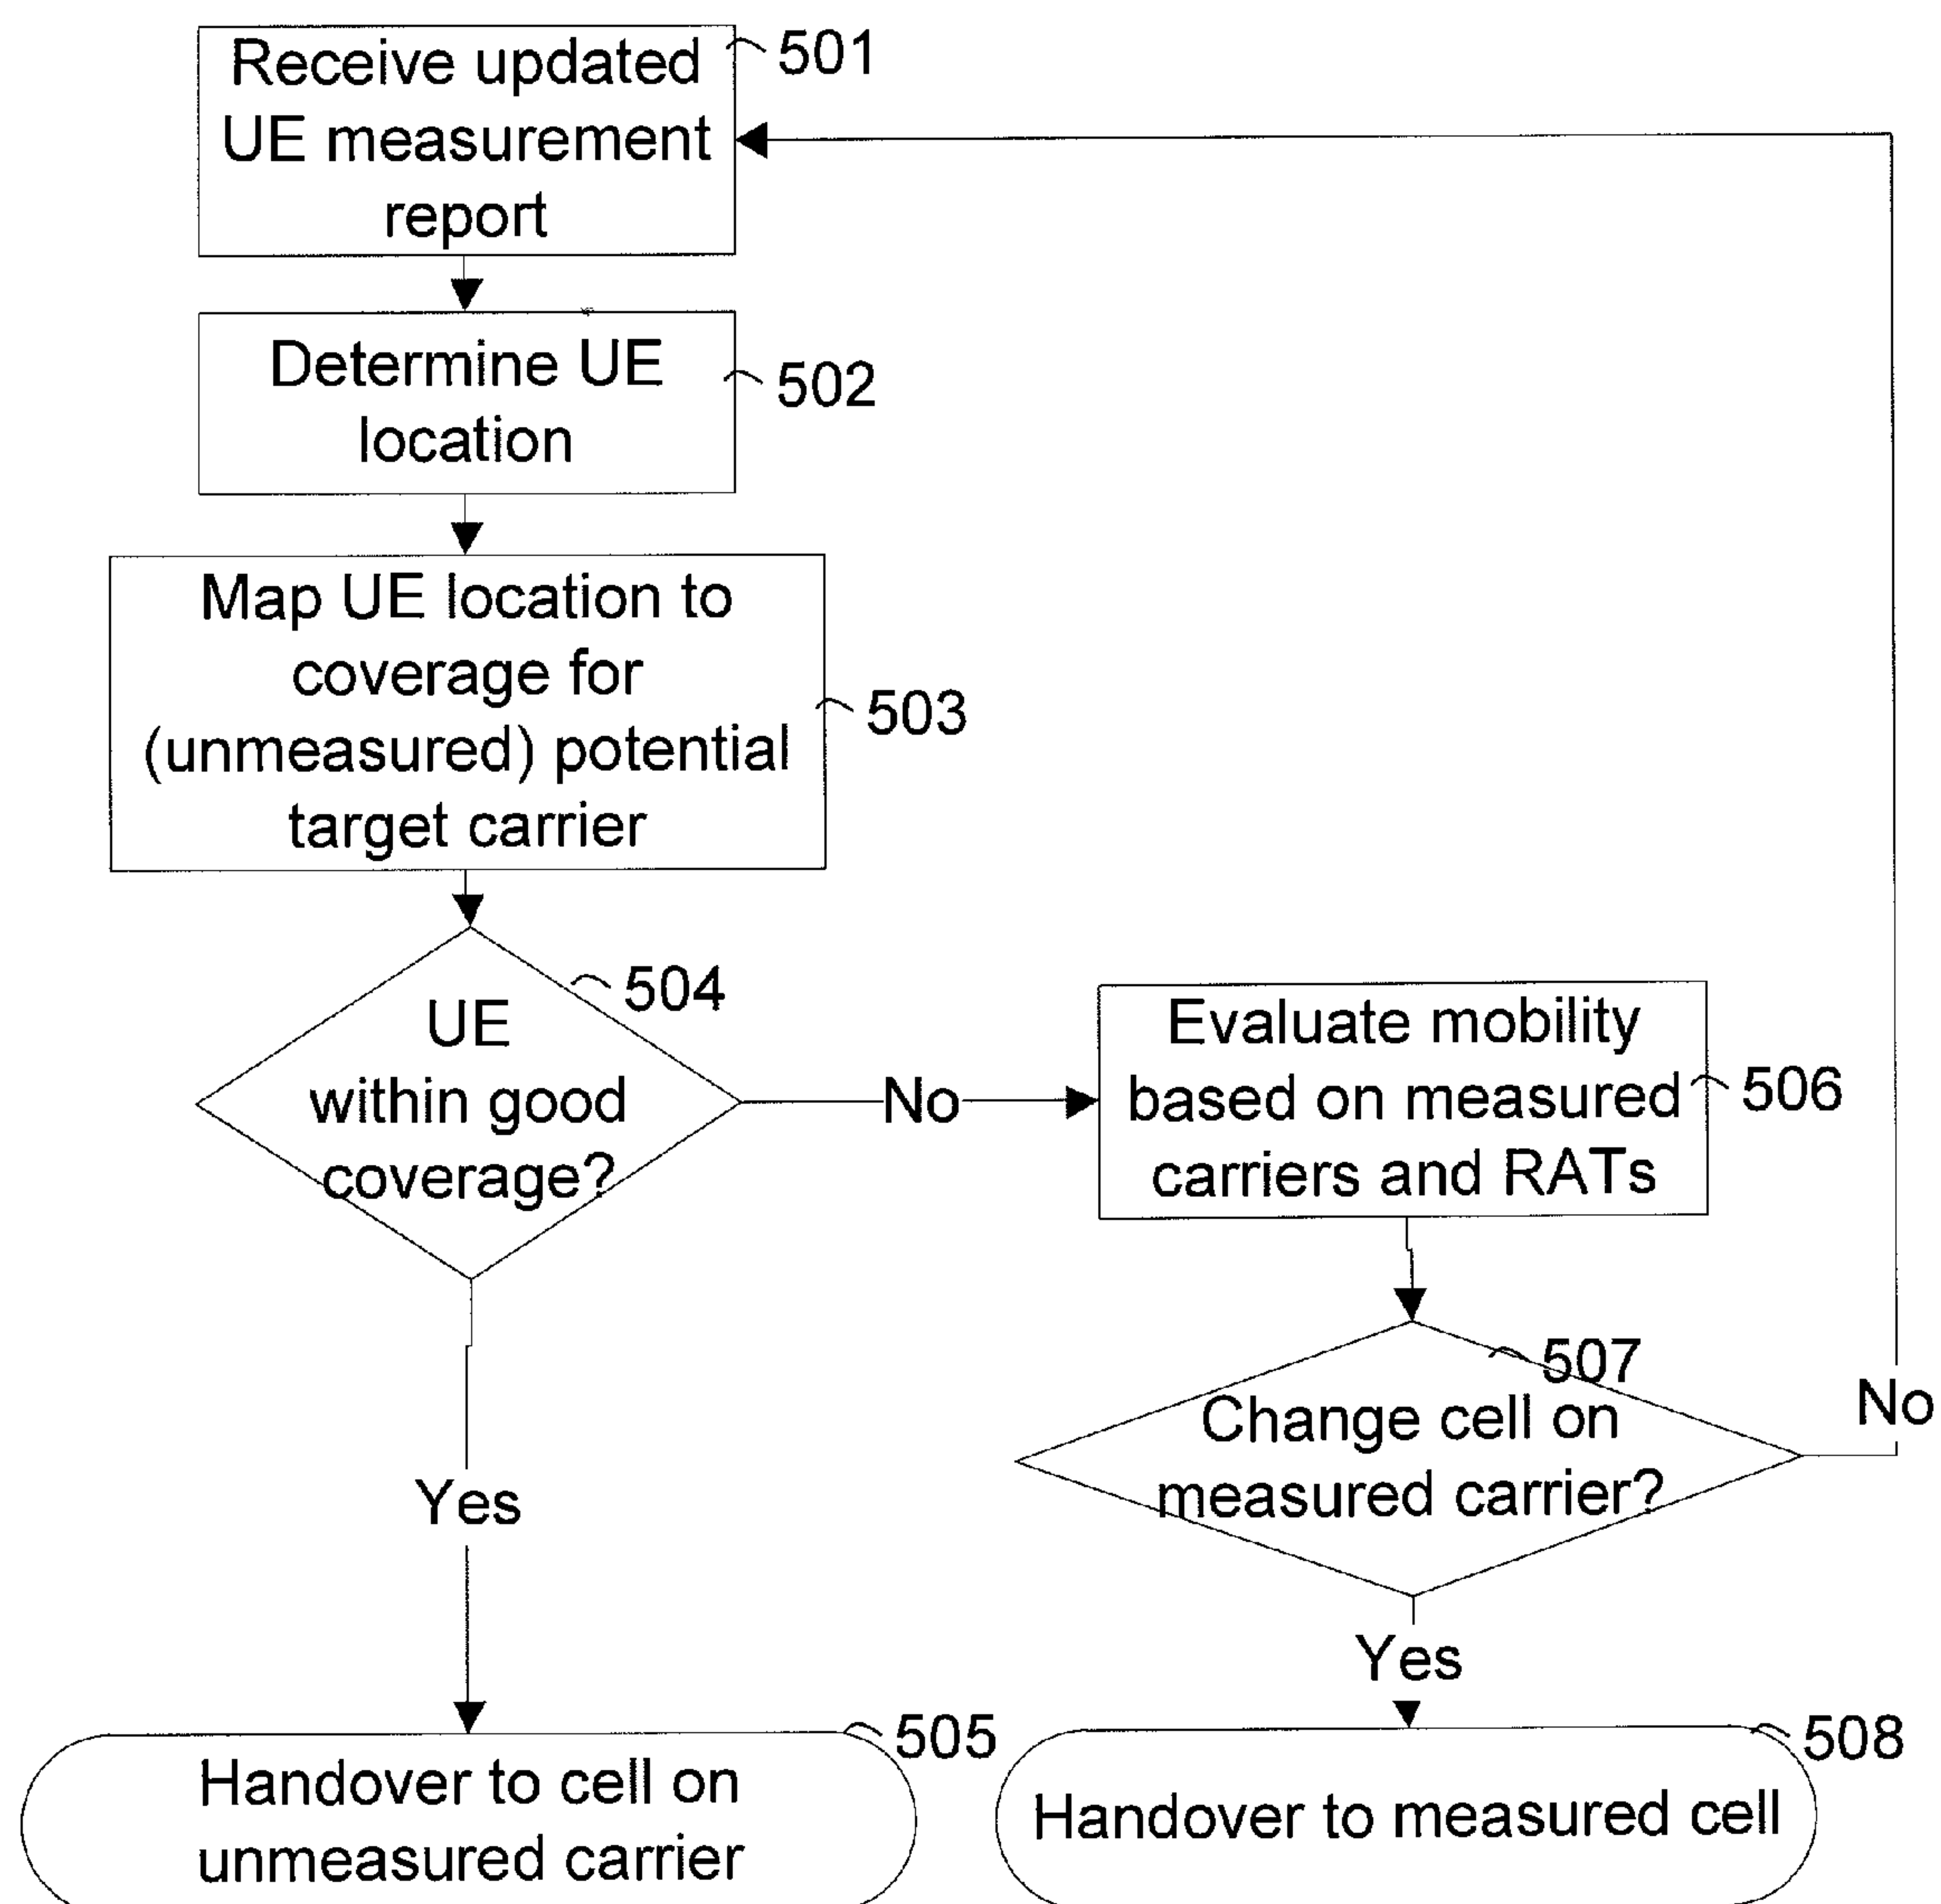 Receive updated
UE measurement
report
501
Determine UE
location
502
Map UE location to
coverage for
(unmeasured) potential
target carrier
503
UE
within good
coverage?
504
No
Evaluate mobility
based on measured
carriers and RATs
506
507
Change cell on
measured carrier?
No
Yes
Yes
Handover to cell on
unmeasured carrier
505
Handover to measured cell
508